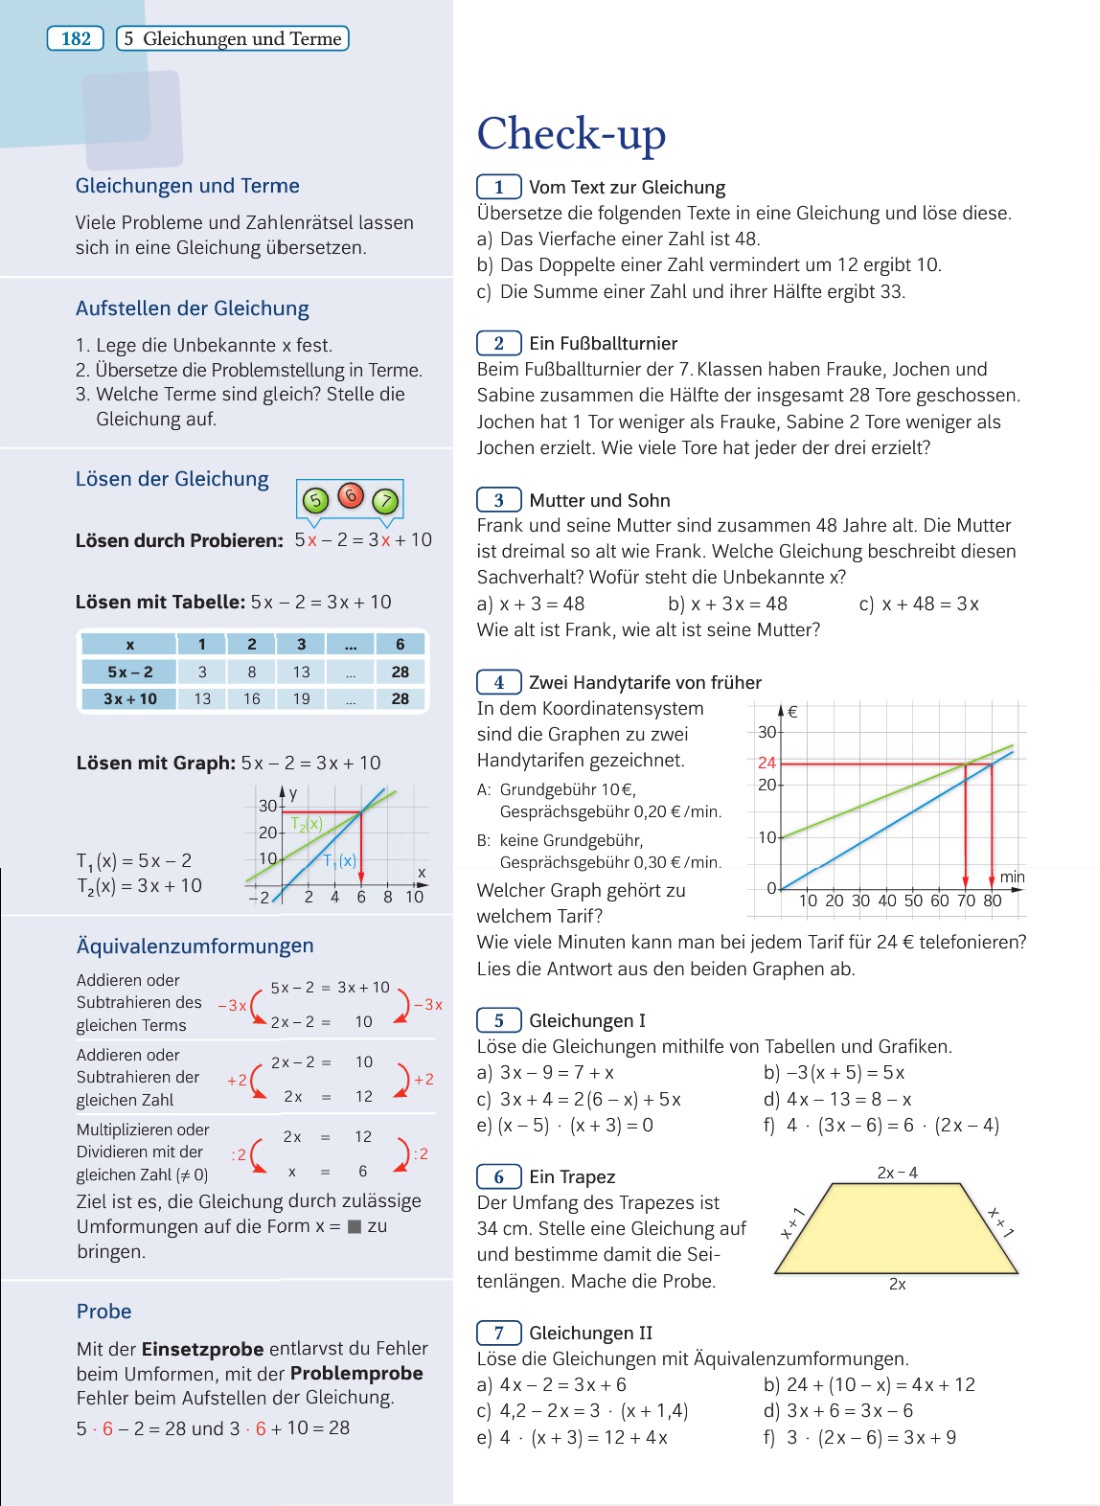 182
5 Gleichungen und Terme
Gleichungen und Terme
Viele Probleme und Zahlenrätsel lassen
sich in eine Gleichung übersetzen.
Aufstellen der Gleichung
1. Lege die Unbekannte x fest.
2. Übersetze die Problemstellung in Terme.
3. Welche Terme sind gleich? Stelle die
Gleichung auf.
Lösen der Gleichung
5 6 7
Lösen durch Probieren: 5x – 2 = 3x + 10
Lösen mit Tabelle: 5x – 2 = 3x + 10
x 1 2 3 ... 6
5x – 2 3 8 13 ... 28
3x + 10 13 16 19 ... 28
Lösen mit Graph: 5x – 2 = 3x + 10
T₁(x) = 5x – 2
T₂(x) = 3x + 10
y
30
20
10
T₂(x)
T₁(x)
x
–2 2 4 6 8 10
Äquivalenzumformungen
Addieren oder
Subtrahieren des
gleichen Terms
–3x
5x – 2 = 3x + 10
2x – 2 = 10
–3x
Addieren oder
Subtrahieren der
gleichen Zahl
+2
2x – 2 = 10
2x = 12
+2
Multiplizieren oder
Dividieren mit der
gleichen Zahl (≠ 0)
:2
2x = 12
x = 6
:2
Ziel ist es, die Gleichung durch zulässige
Umformungen auf die Form x = ■ zu
bringen.
Probe
Mit der Einsetzprobe entlarvst du Fehler
beim Umformen, mit der Problemprobe
Fehler beim Aufstellen der Gleichung.
5 · 6 – 2 = 28 und 3 · 6 + 10 = 28
Check-up
1 Vom Text zur Gleichung
Übersetze die folgenden Texte in eine Gleichung und löse diese.
a) Das Vierfache einer Zahl ist 48.
b) Das Doppelte einer Zahl vermindert um 12 ergibt 10.
c) Die Summe einer Zahl und ihrer Hälfte ergibt 33.
2 Ein Fußballturnier
Beim Fußballturnier der 7. Klassen haben Frauke, Jochen und
Sabine zusammen die Hälfte der insgesamt 28 Tore geschossen.
Jochen hat 1 Tor weniger als Frauke, Sabine 2 Tore weniger als
Jochen erzielt. Wie viele Tore hat jeder der drei erzielt?
3 Mutter und Sohn
Frank und seine Mutter sind zusammen 48 Jahre alt. Die Mutter
ist dreimal so alt wie Frank. Welche Gleichung beschreibt diesen
Sachverhalt? Wofür steht die Unbekannte x?
a) x + 3 = 48 b) x + 3x = 48 c) x + 48 = 3x
Wie alt ist Frank, wie alt ist seine Mutter?
4 Zwei Handytarife von früher
In dem Koordinatensystem
sind die Graphen zu zwei
Handytarifen gezeichnet.
A: Grundgebühr 10 €,
Gesprächsgebühr 0,20 €/min.
B: keine Grundgebühr,
Gesprächsgebühr 0,30 €/min.
Welcher Graph gehört zu
welchem Tarif?
€
30
24
20
10
0
min
10 20 30 40 50 60 70 80
Wie viele Minuten kann man bei jedem Tarif für 24 € telefonieren?
Lies die Antwort aus den beiden Graphen ab.
5 Gleichungen I
Löse die Gleichungen mithilfe von Tabellen und Grafiken.
a) 3x – 9 = 7 + x b) –3(x + 5) = 5x
c) 3x + 4 = 2(6 – x) + 5x d) 4x – 13 = 8 – x
e) (x – 5) · (x + 3) = 0 f) 4 · (3x – 6) = 6 · (2x – 4)
6 Ein Trapez
Der Umfang des Trapezes ist
34 cm. Stelle eine Gleichung auf
und bestimme damit die Sei-
tenlängen. Mache die Probe.
2x – 4
x + 1
x + 1
2x
7 Gleichungen II
Löse die Gleichungen mit Äquivalenzumformungen.
a) 4x – 2 = 3x + 6 b) 24 + (10 – x) = 4x + 12
c) 4,2 – 2x = 3 · (x + 1,4) d) 3x + 6 = 3x – 6
e) 4 · (x + 3) = 12 + 4x f) 3 · (2x – 6) = 3x + 9